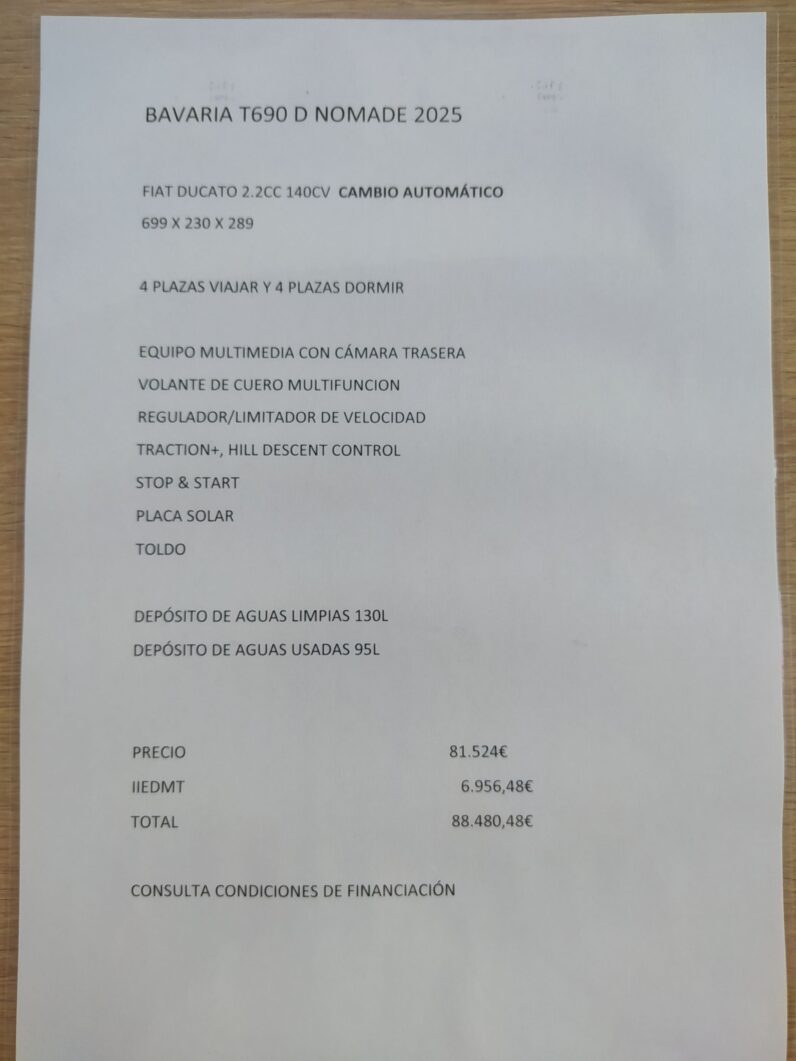 BAVARIA T690 D NOMADE 2025
FIAT DUCATO 2.2CC 140CV CAMBIO AUTOMÁTICO
699 X 230 X 289
4 PLAZAS VIAJAR Y 4 PLAZAS DORMIR
EQUIPO MULTIMEDIA CON CÁMARA TRASERA
VOLANTE DE CUERO MULTIFUNCION
REGULADOR/LIMITADOR DE VELOCIDAD
TRACTION+, HILL DESCENT CONTROL
STOP & START
PLACA SOLAR
TOLDO
DEPÓSITO DE AGUAS LIMPIAS 130L
DEPÓSITO DE AGUAS USADAS 95L
PRECIO 81.524€
IIEDMT 6.956,48€
TOTAL 88.480,48€
CONSULTA CONDICIONES DE FINANCIACIÓN